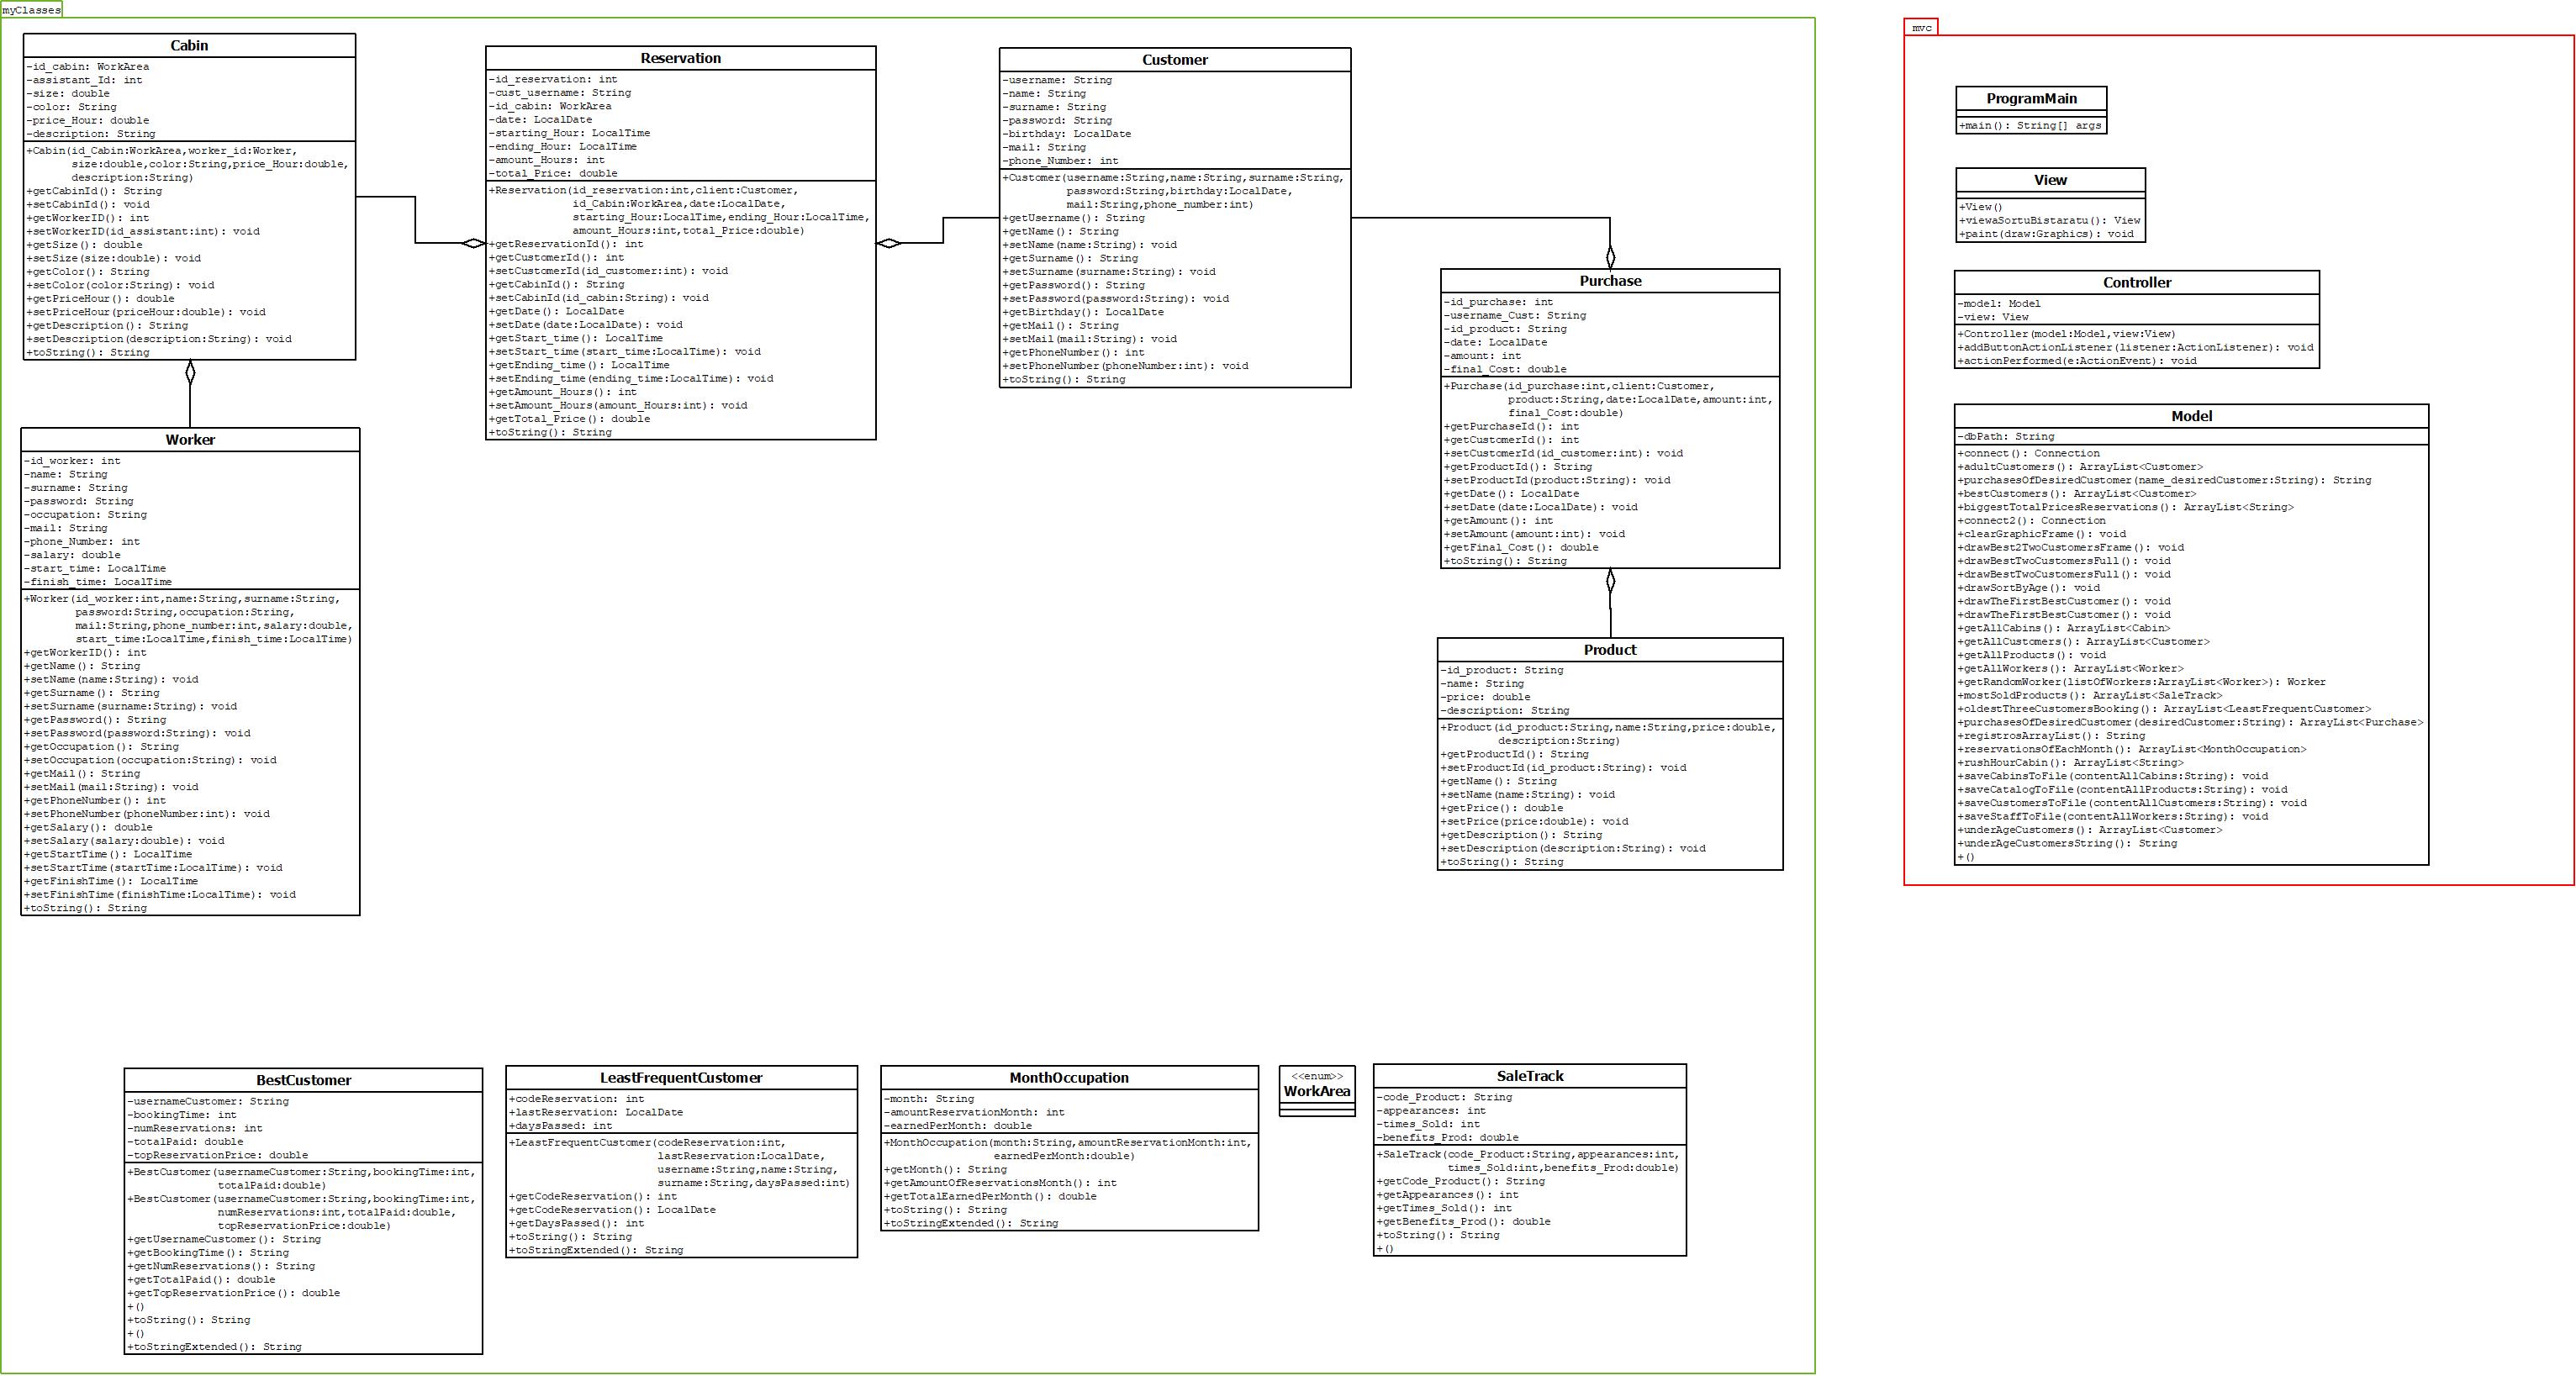 myClasses
Cabin
-id_cabin: WorkArea
-assistant_Id: int
-size: double
-color: String
-price_Hour: double
-description: String
+Cabin(id_Cabin:WorkArea,worker_id:Worker,
size:double,color:String,price_Hour:double,
description:String)
+getCabinId(): String
+setCabinId(): void
+getWorkerID(): int
+setWorkerID(id_assistant:int): void
+getSize(): double
+setSize(size:double): void
+getColor(): String
+setColor(color:String): void
+getPriceHour(): double
+setPriceHour(priceHour:double): void
+getDescription(): String
+setDescription(description:String): void
+toString(): String
Reservation
-id_reservation: int
-cust_username: String
-id_cabin: WorkArea
-date: LocalDate
-starting_Hour: LocalTime
-ending_Hour: LocalTime
-amount_Hours: int
-total_Price: double
+Reservation(id_reservation:int,client:Customer,
id_Cabin:WorkArea,date:LocalDate,
starting_Hour:LocalTime,ending_Hour:LocalTime,
amount_Hours:int,total_Price:double)
+getReservationId(): int
+getCustomerId(): int
+setCustomerId(id_customer:int): void
+getCabinId(): String
+setCabinId(id_cabin:String): void
+getDate(): LocalDate
+setDate(date:LocalDate): void
+getStart_time(): LocalTime
+setStart_time(start_time:LocalTime): void
+getEnding_time(): LocalTime
+setEnding_time(ending_time:LocalTime): void
+getAmount_Hours(): int
+setAmount_Hours(amount_Hours:int): void
+getTotal_Price(): double
+toString(): String
Customer
-username: String
-name: String
-surname: String
-password: String
-birthday: LocalDate
-mail: String
-phone_Number: int
+Customer(username:String,name:String,surname:String,
password:String,birthday:LocalDate,
mail:String,phone_number:int)
+getUsername(): String
+getName(): String
+setName(name:String): void
+getSurname(): String
+setSurname(surname:String): void
+getPassword(): String
+setPassword(password:String): void
+getBirthday(): LocalDate
+getMail(): String
+setMail(mail:String): void
+getPhoneNumber(): int
+setPhoneNumber(phoneNumber:int): void
+toString(): String
Purchase
-id_purchase: int
-username_Cust: String
-id_product: String
-date: LocalDate
-amount: int
-final_Cost: double
+Purchase(id_purchase:int,client:Customer,
product:String,date:LocalDate,amount:int,
final_Cost:double)
+getPurchaseId(): int
+getCustomerId(): int
+setCustomerId(id_customer:int): void
+getProductId(): String
+setProductId(product:String): void
+getDate(): LocalDate
+setDate(date:LocalDate): void
+getAmount(): int
+setAmount(amount:int): void
+getFinal_Cost(): double
+toString(): String
Worker
-id_worker: int
-name: String
-surname: String
-password: String
-occupation: String
-mail: String
-phone_Number: int
-salary: double
-start_time: LocalTime
-finish_time: LocalTime
+Worker(id_worker:int,name:String,surname:String,
password:String,occupation:String,
mail:String,phone_number:int,salary:double,
start_time:LocalTime,finish_time:LocalTime)
+getWorkerID(): int
+getName(): String
+setName(name:String): void
+getSurname(): String
+setSurname(surname:String): void
+getPassword(): String
+setPassword(password:String): void
+getOccupation(): String
+setOccupation(occupation:String): void
+getMail(): String
+setMail(mail:String): void
+getPhoneNumber(): int
+setPhoneNumber(phoneNumber:int): void
+getSalary(): double
+setSalary(salary:double): void
+getStartTime(): LocalTime
+setStartTime(startTime:LocalTime): void
+getFinishTime(): LocalTime
+setFinishTime(finishTime:LocalTime): void
+toString(): String
Product
-id_product: String
-name: String
-price: double
-description: String
+Product(id_product:String,name:String,price:double,
description:String)
+getProductId(): String
+setProductId(id_product:String): void
+getName(): String
+setName(name:String): void
+getPrice(): double
+setPrice(price:double): void
+getDescription(): String
+setDescription(description:String): void
+toString(): String
BestCustomer
-usernameCustomer: String
-bookingTime: int
-numReservations: int
-totalPaid: double
-topReservationPrice: double
+BestCustomer(usernameCustomer:String,bookingTime:int,
totalPaid:double)
+BestCustomer(usernameCustomer:String,bookingTime:int,
numReservations:int,totalPaid:double,
topReservationPrice:double)
+getUsernameCustomer(): String
+getBookingTime(): String
+getNumReservations(): String
+getTotalPaid(): double
+getTopReservationPrice(): double
+()
+toString(): String
+()
+toStringExtended(): String
LeastFrequentCustomer
+codeReservation: int
+lastReservation: LocalDate
+daysPassed: int
+LeastFrequentCustomer(codeReservation:int,
lastReservation:LocalDate,
username:String,name:String,
surname:String,daysPassed:int)
+getCodeReservation(): int
+getCodeReservation(): LocalDate
+getDaysPassed(): int
+toString(): String
+toStringExtended(): String
MonthOccupation
-month: String
-amountReservationMonth: int
-earnedPerMonth: double
+MonthOccupation(month:String,amountReservationMonth:int,
earnedPerMonth:double)
+getMonth(): String
+getAmountOfReservationsMonth(): int
+getTotalEarnedPerMonth(): double
+toString(): String
+toStringExtended(): String
<<enum>>
WorkArea
SaleTrack
-code_Product: String
-appearances: int
-times_Sold: int
-benefits_Prod: double
+SaleTrack(code_Product:String,appearances:int,
times_Sold:int,benefits_Prod:double)
+getCode_Product(): String
+getAppearances(): int
+getTimes_Sold(): int
+getBenefits_Prod(): double
+toString(): String
+()
mvc
ProgramMain
+main(): String[] args
View
+View()
+viewaSortuBistaratu(): View
+paint(draw:Graphics): void
Controller
-model: Model
-view: View
+Controller(model:Model,view:View)
+addButtonActionListener(listener:ActionListener): void
+actionPerformed(e:ActionEvent): void
Model
-dbPath: String
+connect(): Connection
+adultCustomers(): ArrayList<Customer>
+purchasesOfDesiredCustomer(name_desiredCustomer:String): String
+bestCustomers(): ArrayList<Customer>
+biggestTotalPricesReservations(): ArrayList<String>
+connect2(): Connection
+clearGraphicFrame(): void
+drawBest2TwoCustomersFrame(): void
+drawBestTwoCustomersFull(): void
+drawBestTwoCustomersFull(): void
+drawSortByAge(): void
+drawTheFirstBestCustomer(): void
+drawTheFirstBestCustomer(): void
+getAllCabins(): ArrayList<Cabin>
+getAllCustomers(): ArrayList<Customer>
+getAllProducts(): void
+getAllWorkers(): ArrayList<Worker>
+getRandomWorker(listOfWorkers:ArrayList<Worker>): Worker
+mostSoldProducts(): ArrayList<SaleTrack>
+oldestThreeCustomersBooking(): ArrayList<LeastFrequentCustomer>
+purchasesOfDesiredCustomer(desiredCustomer:String): ArrayList<Purchase>
+registrosArrayList(): String
+reservationsOfEachMonth(): ArrayList<MonthOccupation>
+rushHourCabin(): ArrayList<String>
+saveCabinsToFile(contentAllCabins:String): void
+saveCatalogToFile(contentAllProducts:String): void
+saveCustomersToFile(contentAllCustomers:String): void
+saveStaffToFile(contentAllWorkers:String): void
+underAgeCustomers(): ArrayList<Customer>
+underAgeCustomersString(): String
+()